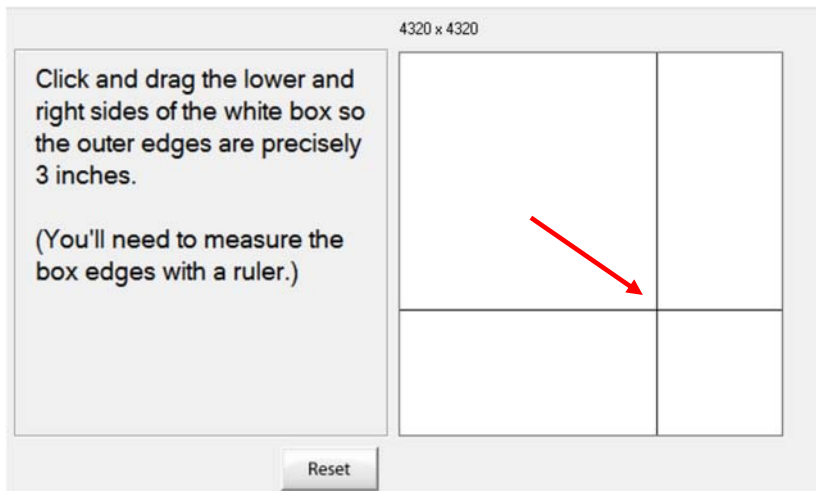 4320 x 4320
Click and drag the lower and
right sides of the white box so
the outer edges are precisely
3 inches.
(You'll need to measure the
box edges with a ruler.)
Reset